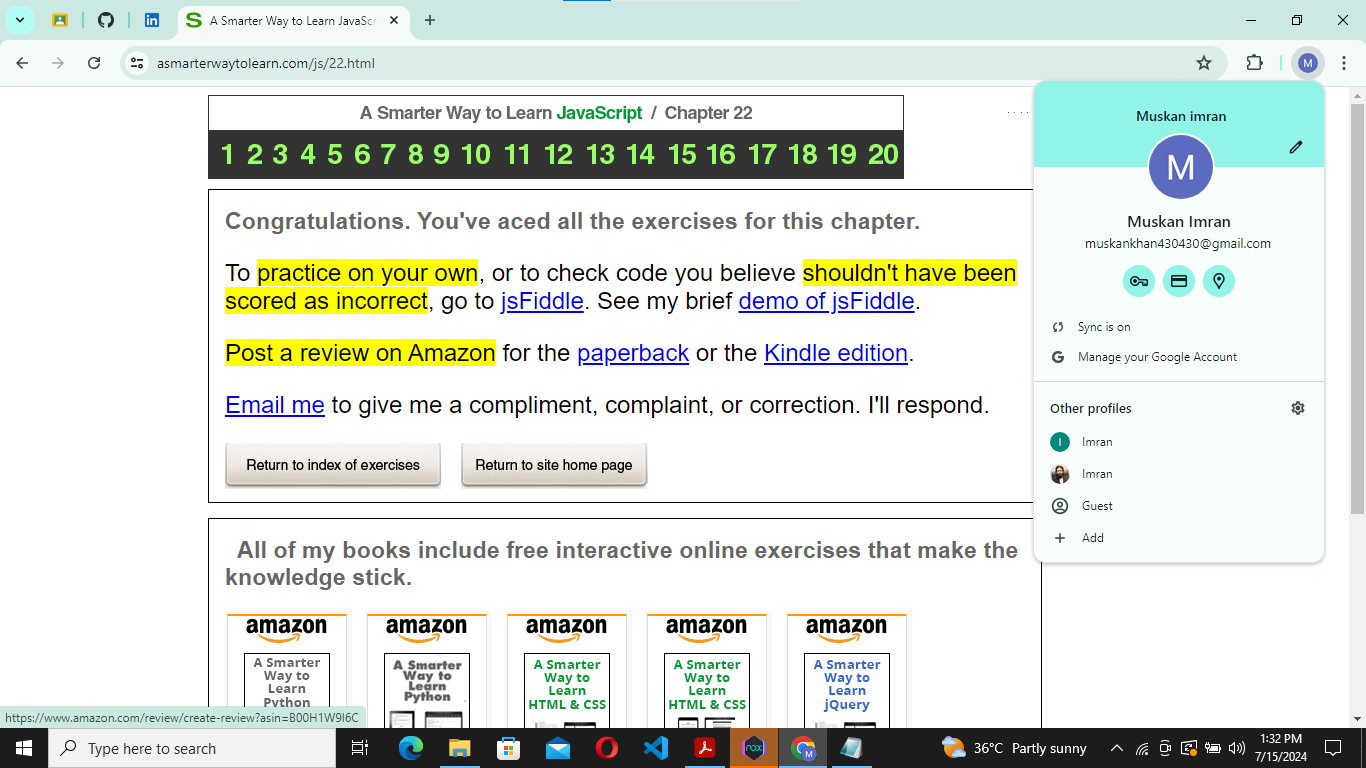 A Smarter Way to Learn JavaScr
asmarterwaytolearn.com/js/22.html
M
A Smarter Way to Learn JavaScript / Chapter 22
1 2 3 4 5 6 7 8 9 10 11 12 13 14 15 16 17 18 19 20
Congratulations. You've aced all the exercises for this chapter.
To practice on your own, or to check code you believe shouldn't have been
scored as incorrect, go to jsFiddle. See my brief demo of jsFiddle.
Post a review on Amazon for the paperback or the Kindle edition.
Email me to give me a compliment, complaint, or correction. I'll respond.
Return to index of exercises
Return to site home page
Muskan imran
M
Muskan Imran
muskankhan430430@gmail.com
Sync is on
G
Manage your Google Account
Other profiles
I
Imran
Imran
Guest
Add
All of my books include free interactive online exercises that make the
knowledge stick.
amazon
A Smarter
Way to
Learn
Python
amazon
A Smarter
Way to
Learn
Python
amazon
A Smarter
Way to
Learn
HTML & CSS
amazon
A Smarter
Way to
Learn
HTML & CSS
amazon
A Smarter
Way to
Learn
jQuery
https://www.amazon.com/review/create-review?asin=B00H1W9I6C
Type here to search
nox
M
36°C Partly sunny
1:32 PM
7/15/2024